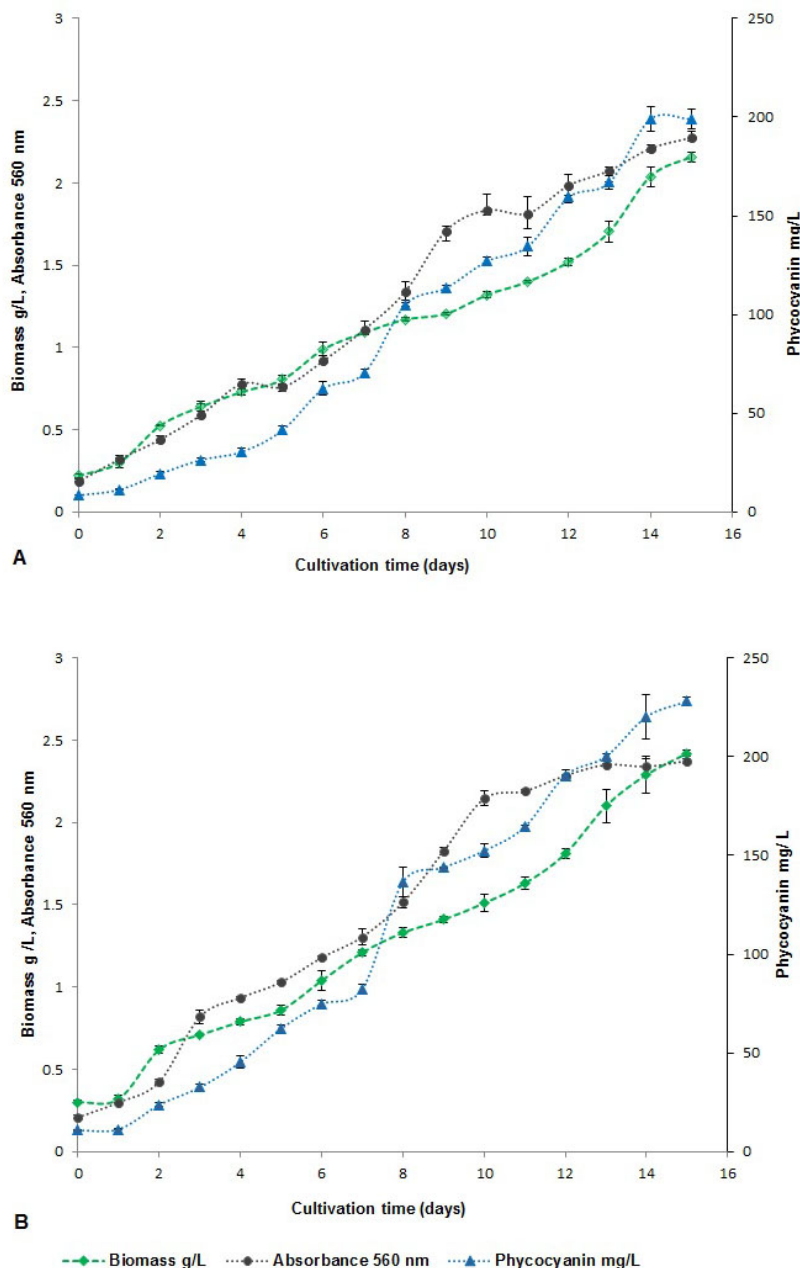 3
2.5
2
1.5
1
0.5
0
250
200
150
100
50
0
0 2 4 6 8 10 12 14 16
Biomass g/L, Absorbance 560 nm
Phycocyanin mg/L
Cultivation time (days)
A
3
2.5
2
1.5
1
0.5
0
250
200
150
100
50
0
0 2 4 6 8 10 12 14 16
Biomass g /L, Absorbance 560 nm
Phycocyanin mg/ L
Cultivation time (days)
B
Biomass g/L Absorbance 560 nm Phycocyanin mg/L